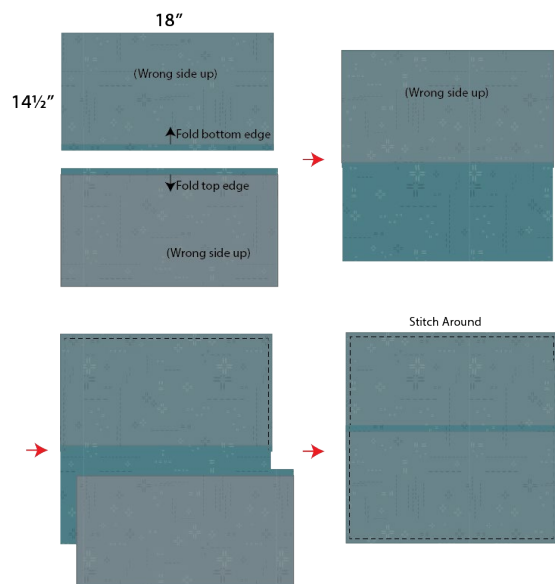 18”
14½”
(Wrong side up)
Fold bottom edge
Fold top edge
(Wrong side up)
(Wrong side up)
Stitch Around